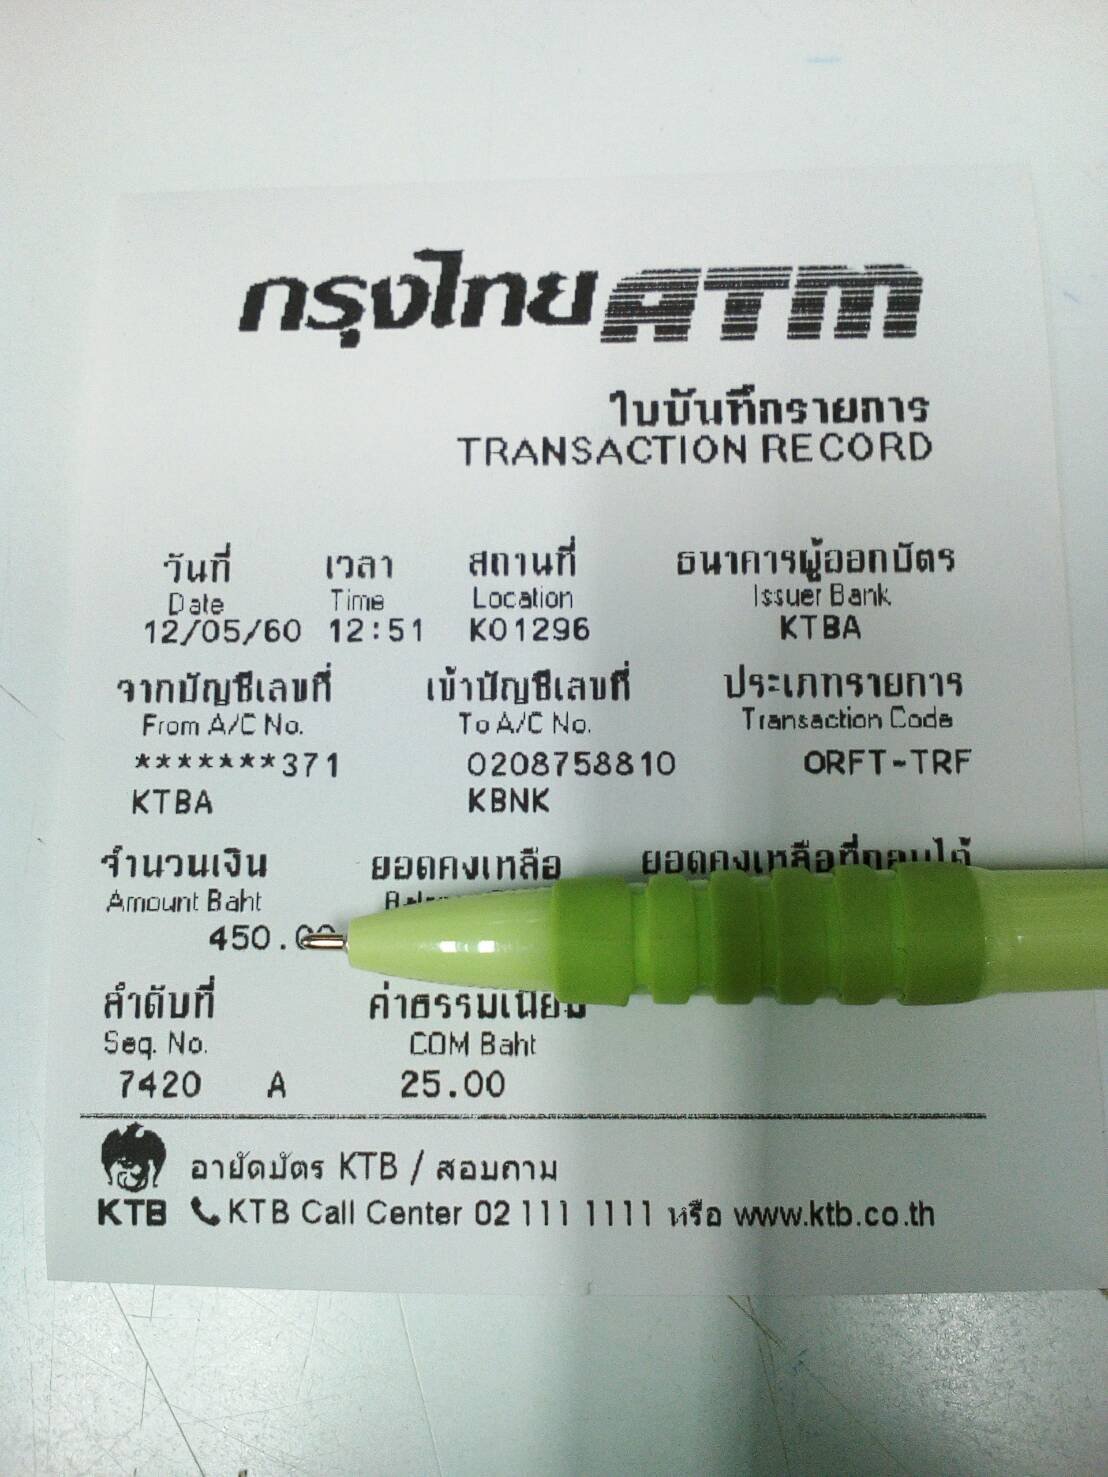 กรุงไทย ATM
ใบบันทึกรายการ
TRANSACTION RECORD
วันที่ เวลา สถานที่ ธนาคารผู้ออกบัตร
Date Time Location Issuer Bank
12/05/60 12:51 K01296 KTBA
จากบัญชีเลขที่ เข้าบัญชีเลขที่ ประเภทรายการ
From A/C No. To A/C No. Transaction Code
*******371 0208758810 ORFT-TRF
KTBA KBNK
จำนวนเงิน ยอดคงเหลือ ยอดคงเหลือที่ถอนได้
Amount Baht
450.00
ลำดับที่ ค่าธรรมเนียม
Seq. No. COM Baht
7420 A 25.00
อายัดบัตร KTB / สอบถาม
KTB KTB Call Center 02 111 1111 หรือ www.ktb.co.th